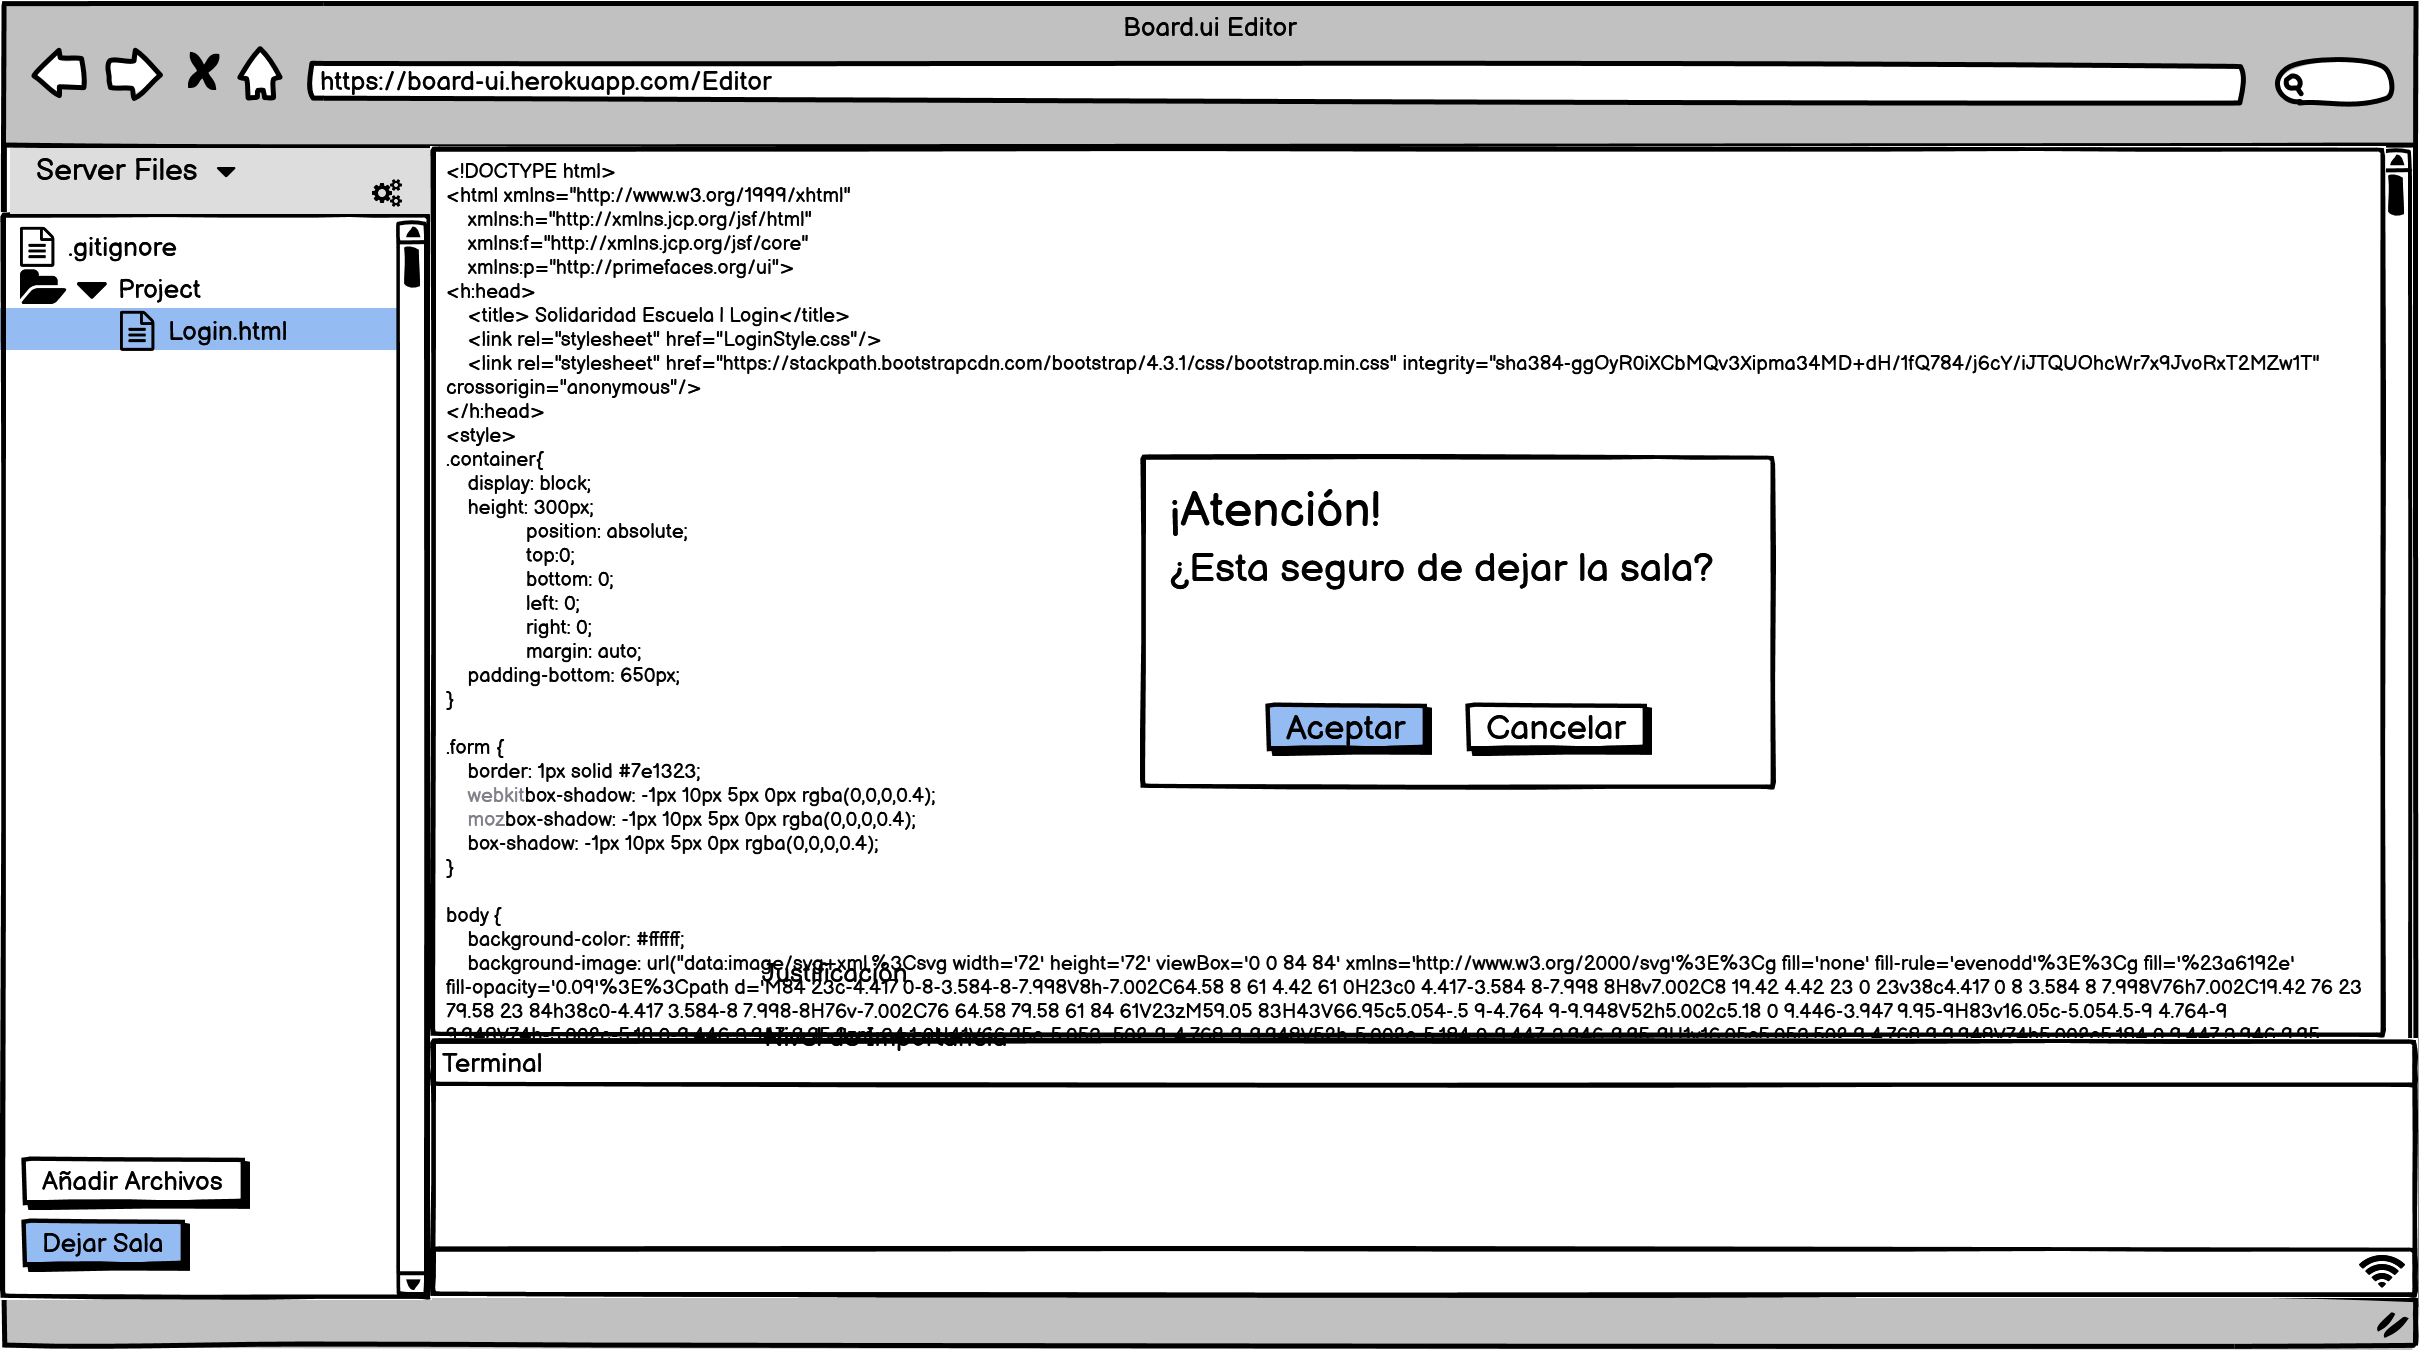 Board.ui Editor
https://board-ui.herokuapp.com/Editor
Server Files
.gitignore
Project
Login.html
Añadir Archivos
Dejar Sala
<!DOCTYPE html>
<html xmlns="http://www.w3.org/1999/xhtml"
xmlns:h="http://xmlns.jcp.org/jsf/html"
xmlns:f="http://xmlns.jcp.org/jsf/core"
xmlns:p="http://primefaces.org/ui">
<h:head>
<title> Solidaridad Escuela | Login</title>
<link rel="stylesheet" href="LoginStyle.css"/>
<link rel="stylesheet" href="https://stackpath.bootstrapcdn.com/bootstrap/4.3.1/css/bootstrap.min.css" integrity="sha384-ggOyR0iXCbMQv3Xipma34MD+dH/1fQ784/j6cY/iJTQUOhcWr7x9JvoRxT2MZw1T"
crossorigin="anonymous"/>
</h:head>
<style>
.container{
display: block;
height: 300px;
position: absolute;
top:0;
bottom: 0;
left: 0;
right: 0;
margin: auto;
padding-bottom: 650px;
}
.form {
border: 1px solid #7e1323;
webkitbox-shadow: -1px 10px 5px 0px rgba(0,0,0,0.4);
mozbox-shadow: -1px 10px 5px 0px rgba(0,0,0,0.4);
box-shadow: -1px 10px 5px 0px rgba(0,0,0,0.4);
}
body {
background-color: #ffffff;
background-image: url("data:image/svg+xml,%3Csvg width='72' height='72' viewBox='0 0 84 84' xmlns='http://www.w3.org/2000/svg'%3E%3Cg fill='none' fill-rule='evenodd'%3E%3Cg fill='%23a6192e'
Justificación
fill-opacity='0.09'%3E%3Cpath d='M84 23c-4.417 0-8-3.584-8-7.998V8h-7.002C64.58 8 61 4.42 61 0H23c0 4.417-3.584 8-7.998 8H8v7.002C8 19.42 4.42 23 0 23v38c4.417 0 8 3.584 8 7.998V76h7.002C19.42 76 23
79.58 23 84h38c0-4.417 3.584-8 7.998-8H76v-7.002C76 64.58 79.58 61 84 61V23zM59.05 83H43V66.95c5.054-.5 9-4.764 9-9.948V52h5.002c5.18 0 9.446-3.947 9.95-9H83v16.05c-5.054.5-9 4.764-9
Nivel de Importancia
¡Atención!
¿Esta seguro de dejar la sala?
Aceptar
Cancelar
Terminal